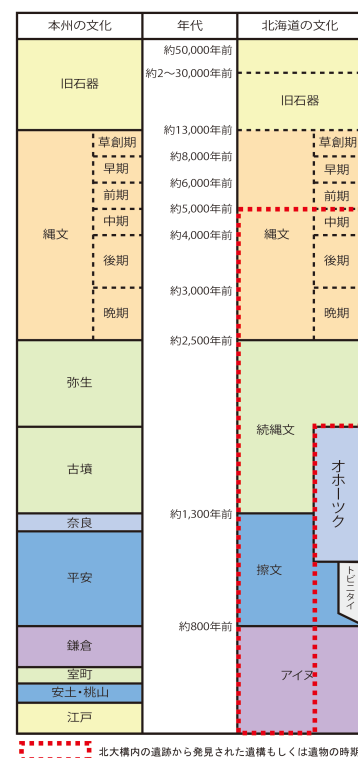 本州の文化
年代
北海道の文化
旧石器
縄文
草創期
早期
前期
中期
後期
晩期
弥生
古墳
奈良
平安
鎌倉
室町
安土・桃山
江戸
約50,000年前
約2〜30,000年前
約13,000年前
約8,000年前
約6,000年前
約5,000年前
約4,000年前
約3,000年前
約2,500年前
約1,300年前
約800年前
旧石器
縄文
草創期
早期
前期
中期
後期
晩期
続縄文
オホーツク
擦文
トビニタイ
アイヌ
北大構内の遺跡から発見された遺構もしくは遺物の時期